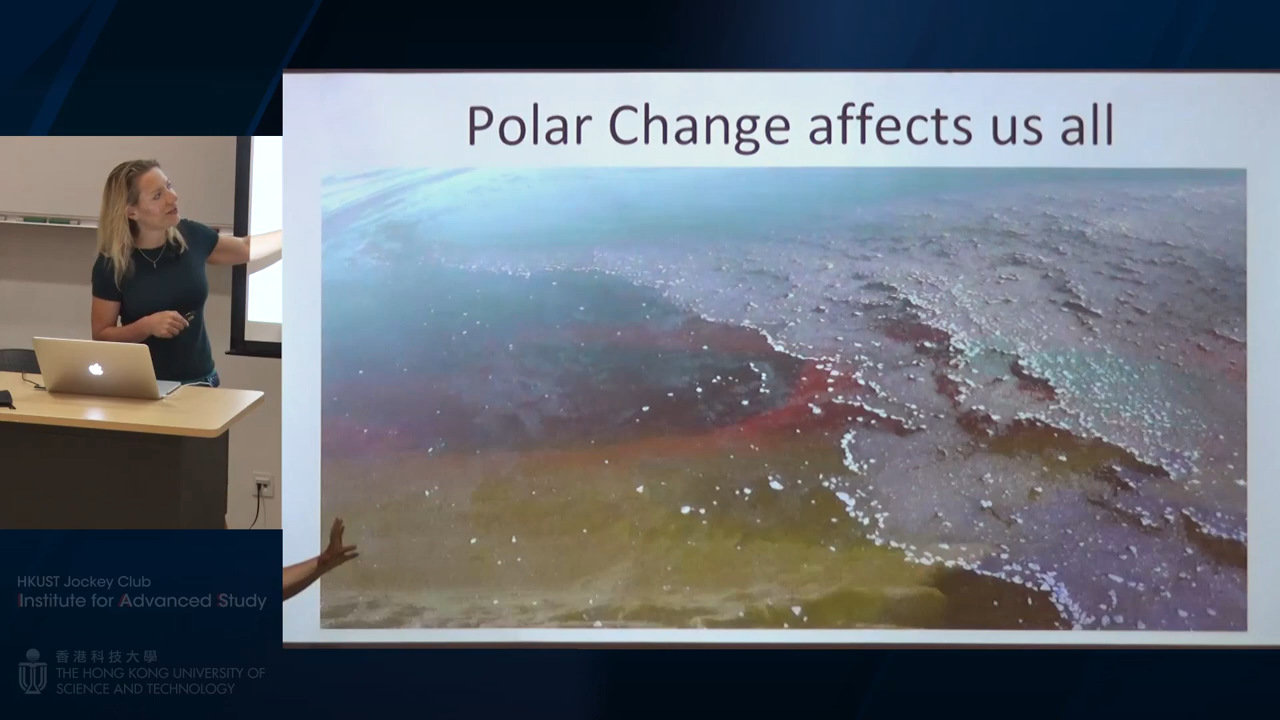 Polar Change affects us all
HKUST Jockey Club
Institute for Advanced Study
香港科技大學
THE HONG KONG UNIVERSITY OF
SCIENCE AND TECHNOLOGY